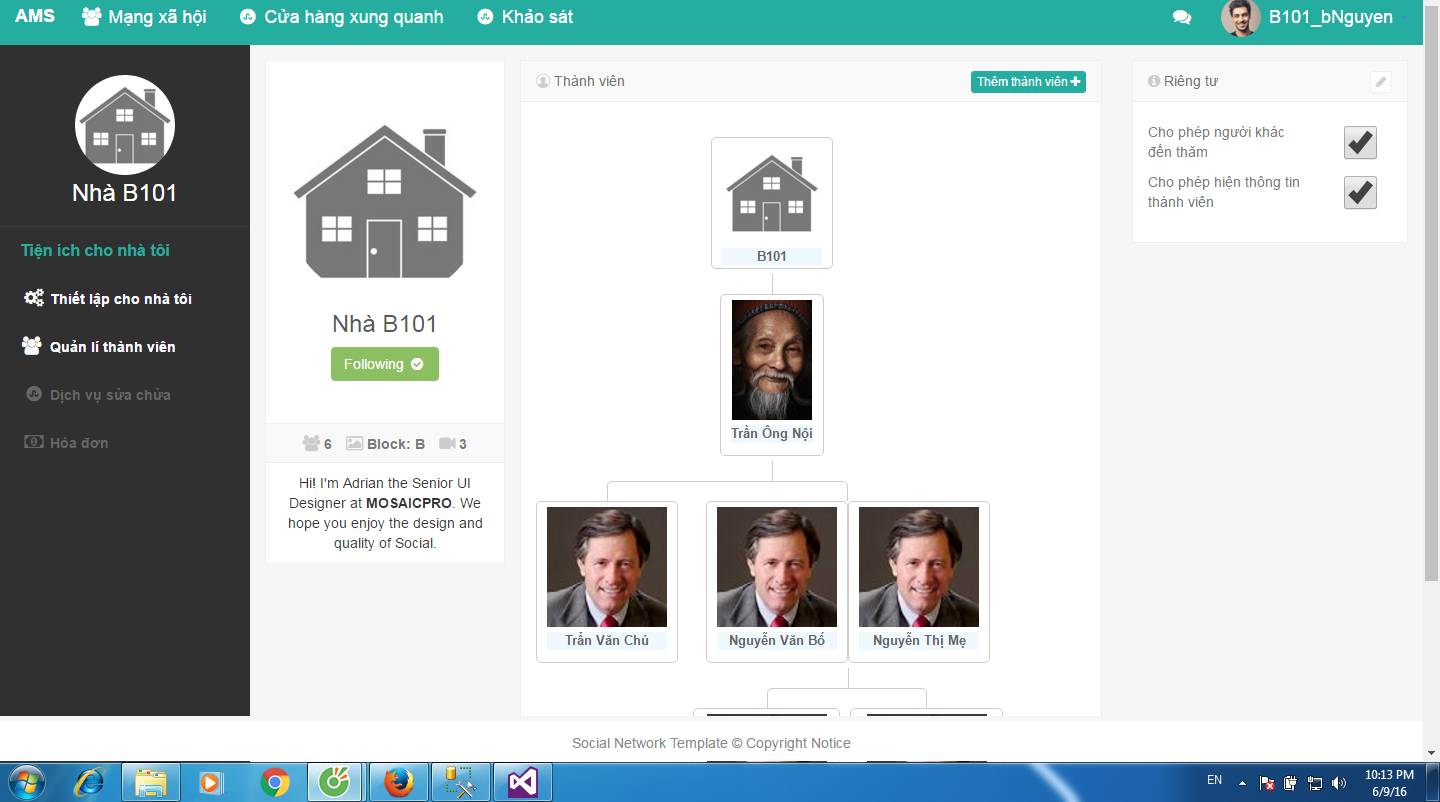 AMS
Mạng xã hội
Cửa hàng xung quanh
Khảo sát
B101_bNguyen
Nhà B101
Tiện ích cho nhà tôi
Thiết lập cho nhà tôi
Quản lí thành viên
Dịch vụ sửa chửa
Hóa đơn
Nhà B101
Following
6 Block: B 3
Hi! I'm Adrian the Senior UI
Designer at MOSAICPRO. We
hope you enjoy the design and
quality of Social.
Thành viên
Thêm thành viên
B101
Trần Ông Nội
Trần Văn Chú
Nguyễn Văn Bố
Nguyễn Thị Mẹ
Riêng tư
Cho phép người khác
đến thăm
Cho phép hiện thông tin
thành viên
Social Network Template © Copyright Notice
EN
10:13 PM
6/9/16